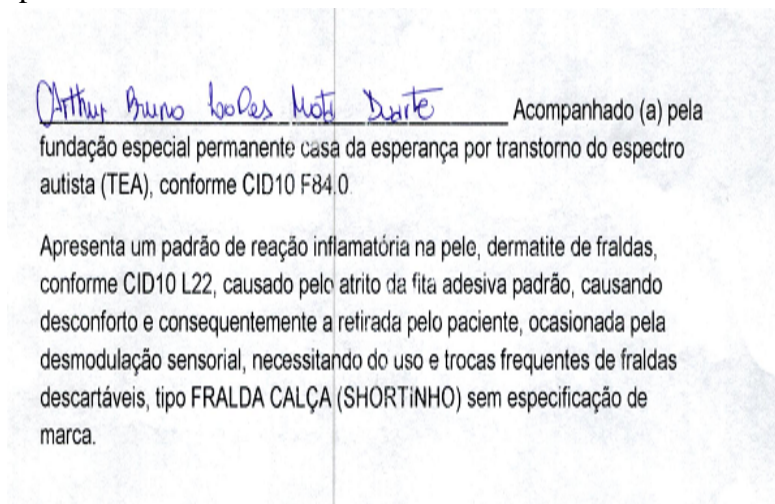 Arthur Bruno Mota Duarte Acompanhado (a) pela
fundação especial permanente casa da esperança por transtorno do espectro
autista (TEA), conforme CID10 F84.0.
Apresenta um padrão de reação inflamatória na pele, dermatite de fraldas,
conforme CID10 L22, causado pelo atrito da fita adesiva padrão, causando
desconforto e consequentemente a retirada pelo paciente, ocasionada pela
desmodulação sensorial, necessitando do uso e trocas frequentes de fraldas
descartáveis, tipo FRALDA CALÇA (SHORTiNHO) sem especificação de
marca.